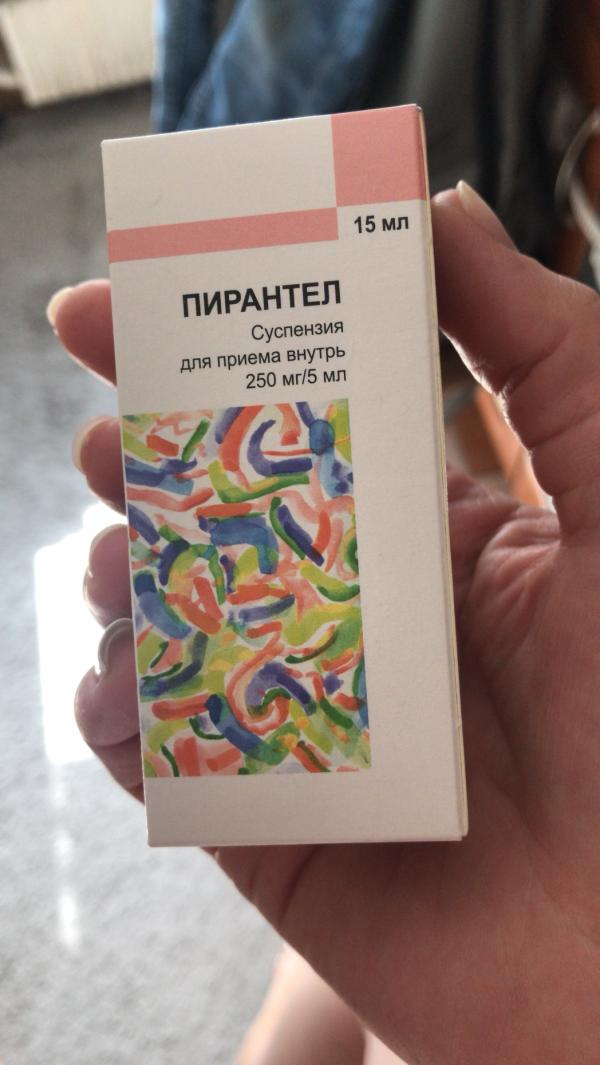 15 мл
ПИРАНТЕЛ
Суспензия
для приема внутрь
250 мг/5 мл